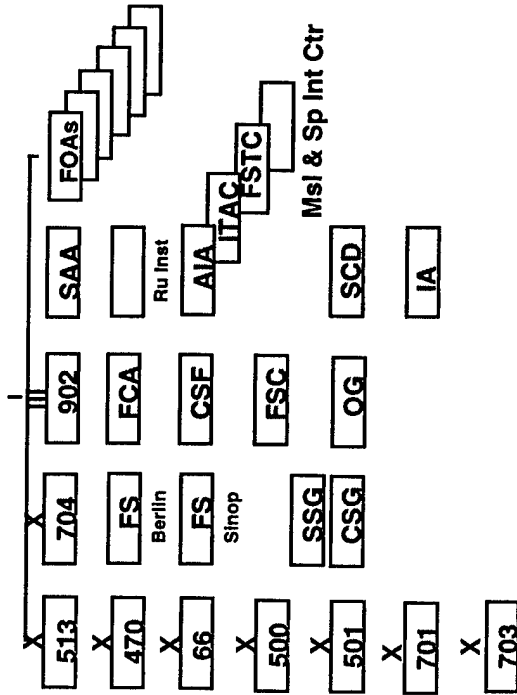 X X III
513 704 902 SAA FOAs
X
470 FS FCA
Berlin Ru Inst
X
66 FS CSF AIA
Sinop ITAC
X
500 FSC FSTC
Msl & Sp Int Ctr
SSG
X
501 CSG OG SCD
X
701 IA
X
703